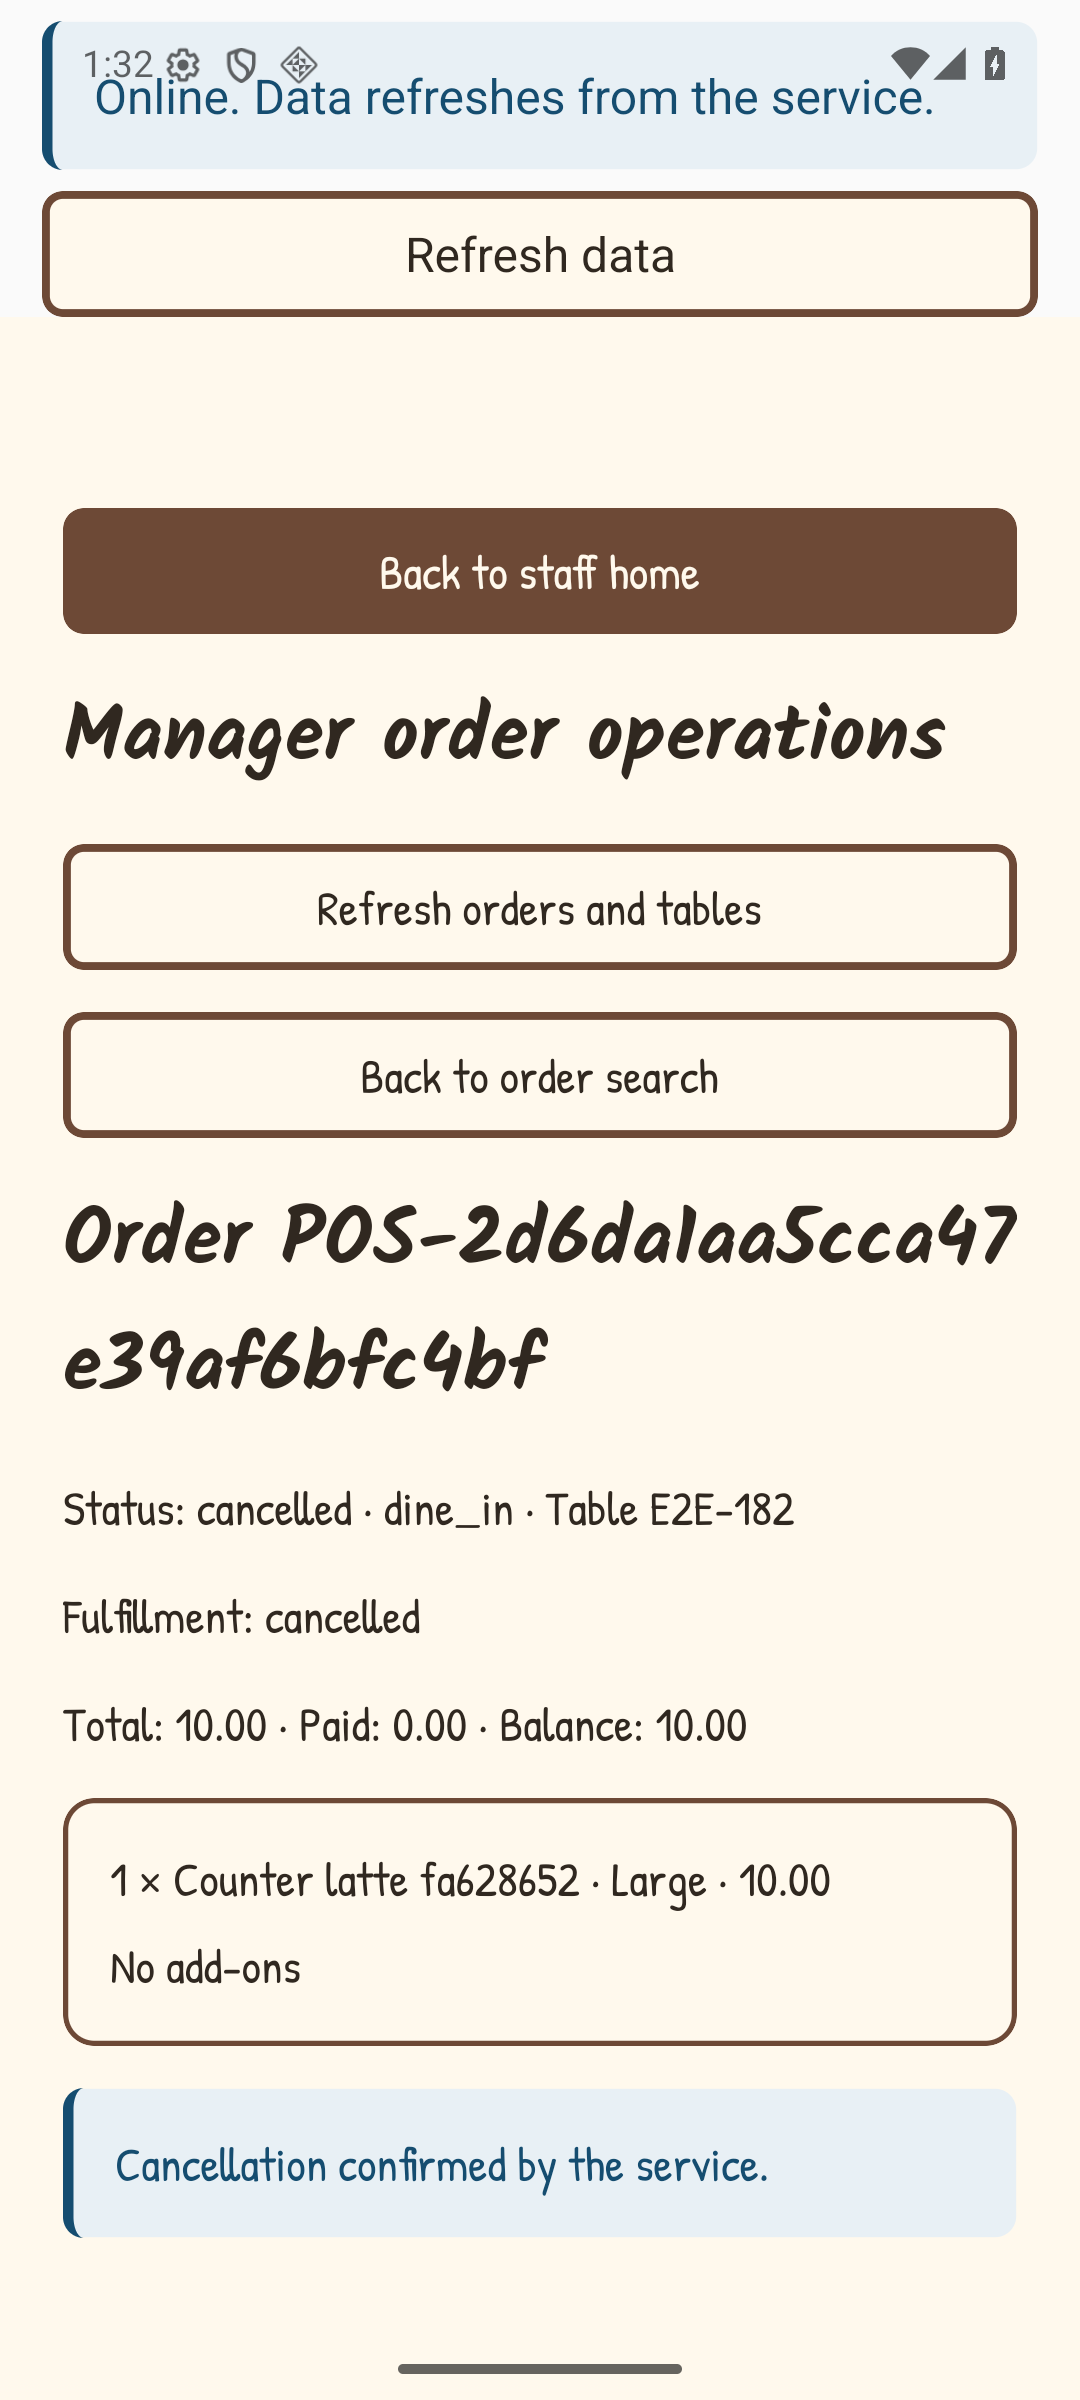 1:32
Online. Data refreshes from the service.
Refresh data
Back to staff home
Manager order operations
Refresh orders and tables
Back to order search
Order POS-2d6da1aa5cca47
e39af6bfc4bf
Status: cancelled · dine_in · Table E2E-182
Fulfillment: cancelled
Total: 10.00 · Paid: 0.00 · Balance: 10.00
1 × Counter latte fa628652 · Large · 10.00
No add-ons
Cancellation confirmed by the service.